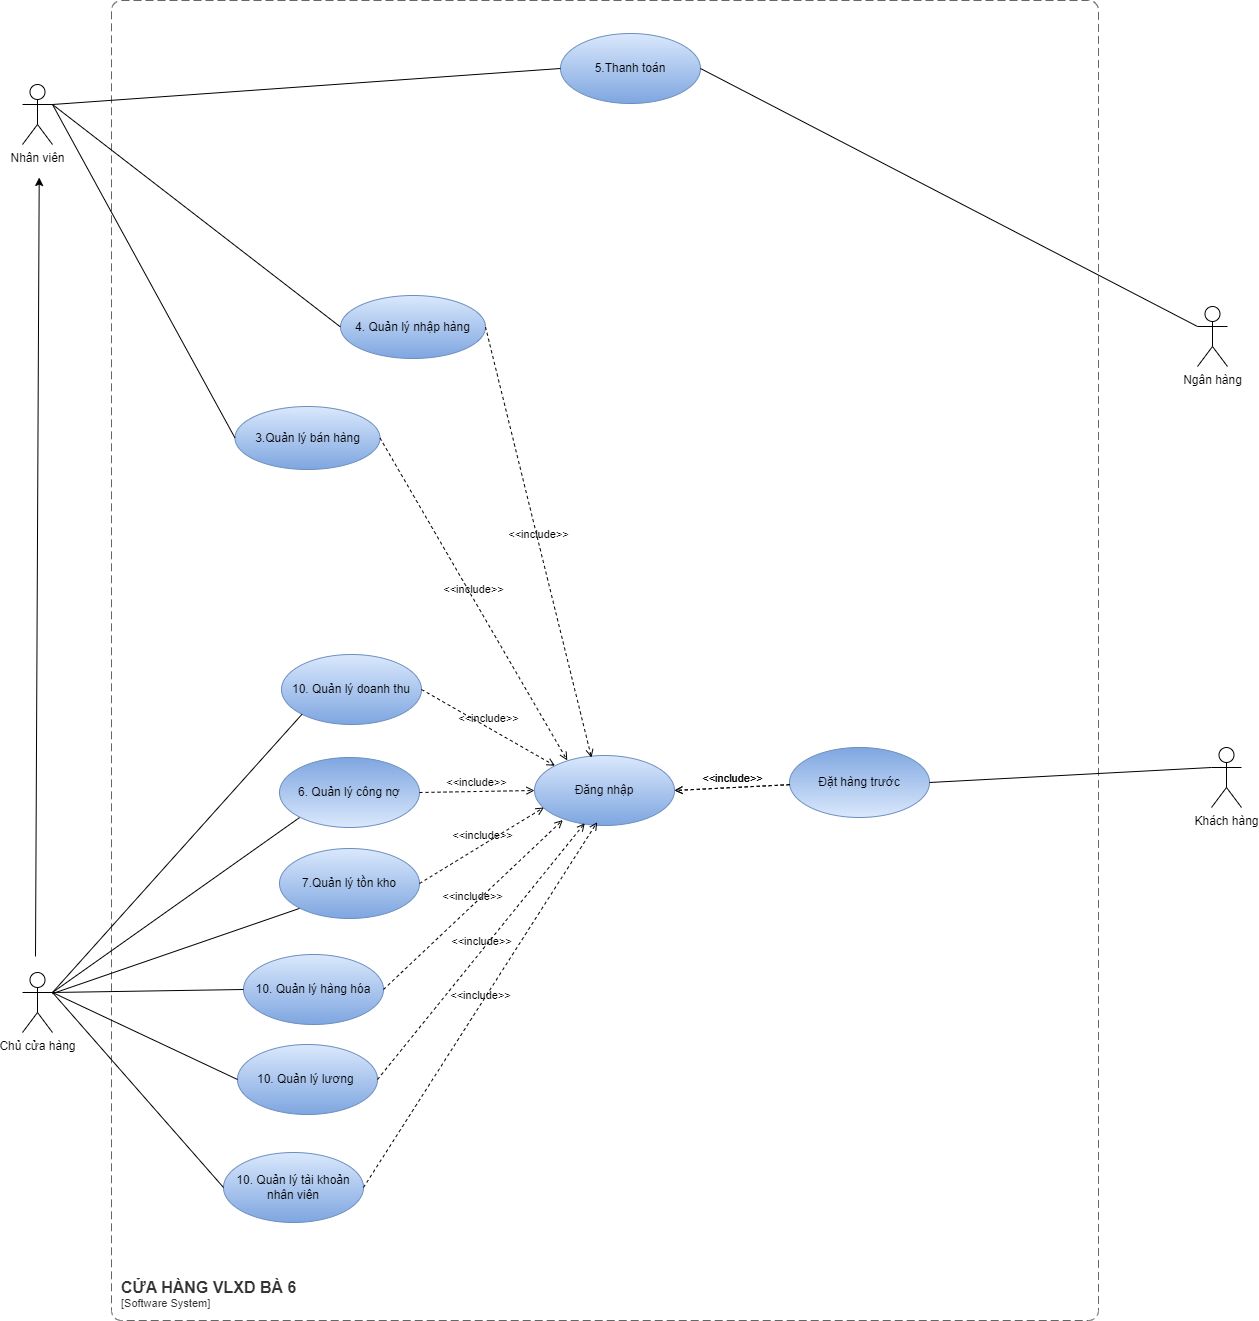 5.Thanh toán
Nhân viên
4. Quản lý nhập hàng
Ngân hàng
3.Quản lý bán hàng
<<include>>
<<include>>
10. Quản lý doanh thu
<<include>>
6. Quản lý công nợ
<<include>>
Đăng nhập
<<include>>
Đặt hàng trước
Khách hàng
<<include>>
7.Quản lý tồn kho
<<include>>
<<include>>
10. Quản lý hàng hóa
<<include>>
Chủ cửa hàng
10. Quản lý lương
10. Quản lý tài khoản
nhân viên
CỬA HÀNG VLXD BÀ 6
[Software System]